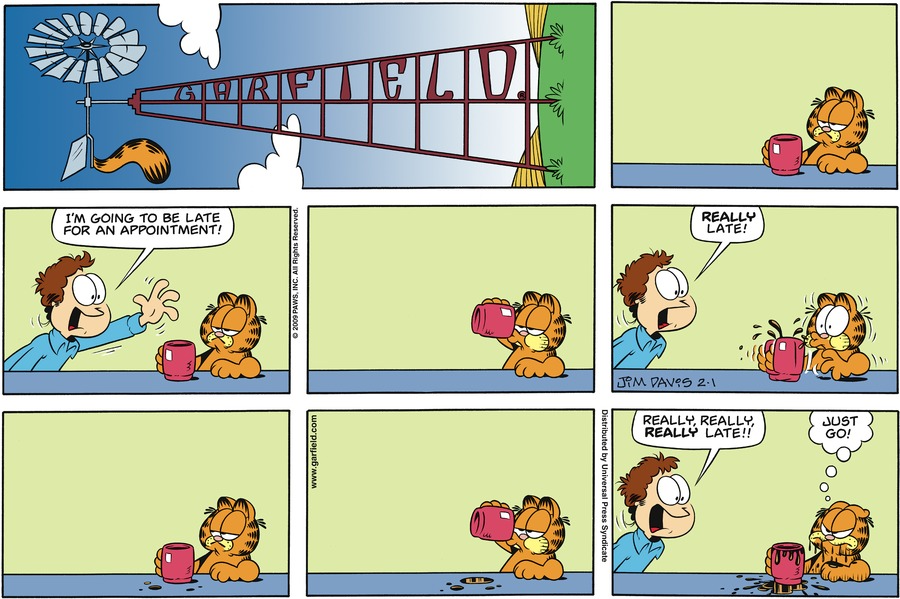 GARFIELD.
I'M GOING TO BE LATE
FOR AN APPOINTMENT!
© 2009 PAWS, INC. All Rights Reserved.
REALLY
LATE!
JIM DAVIS 2-1
www.garfield.com
Distributed by Universal Press Syndicate
REALLY, REALLY,
REALLY LATE!!
JUST
GO!